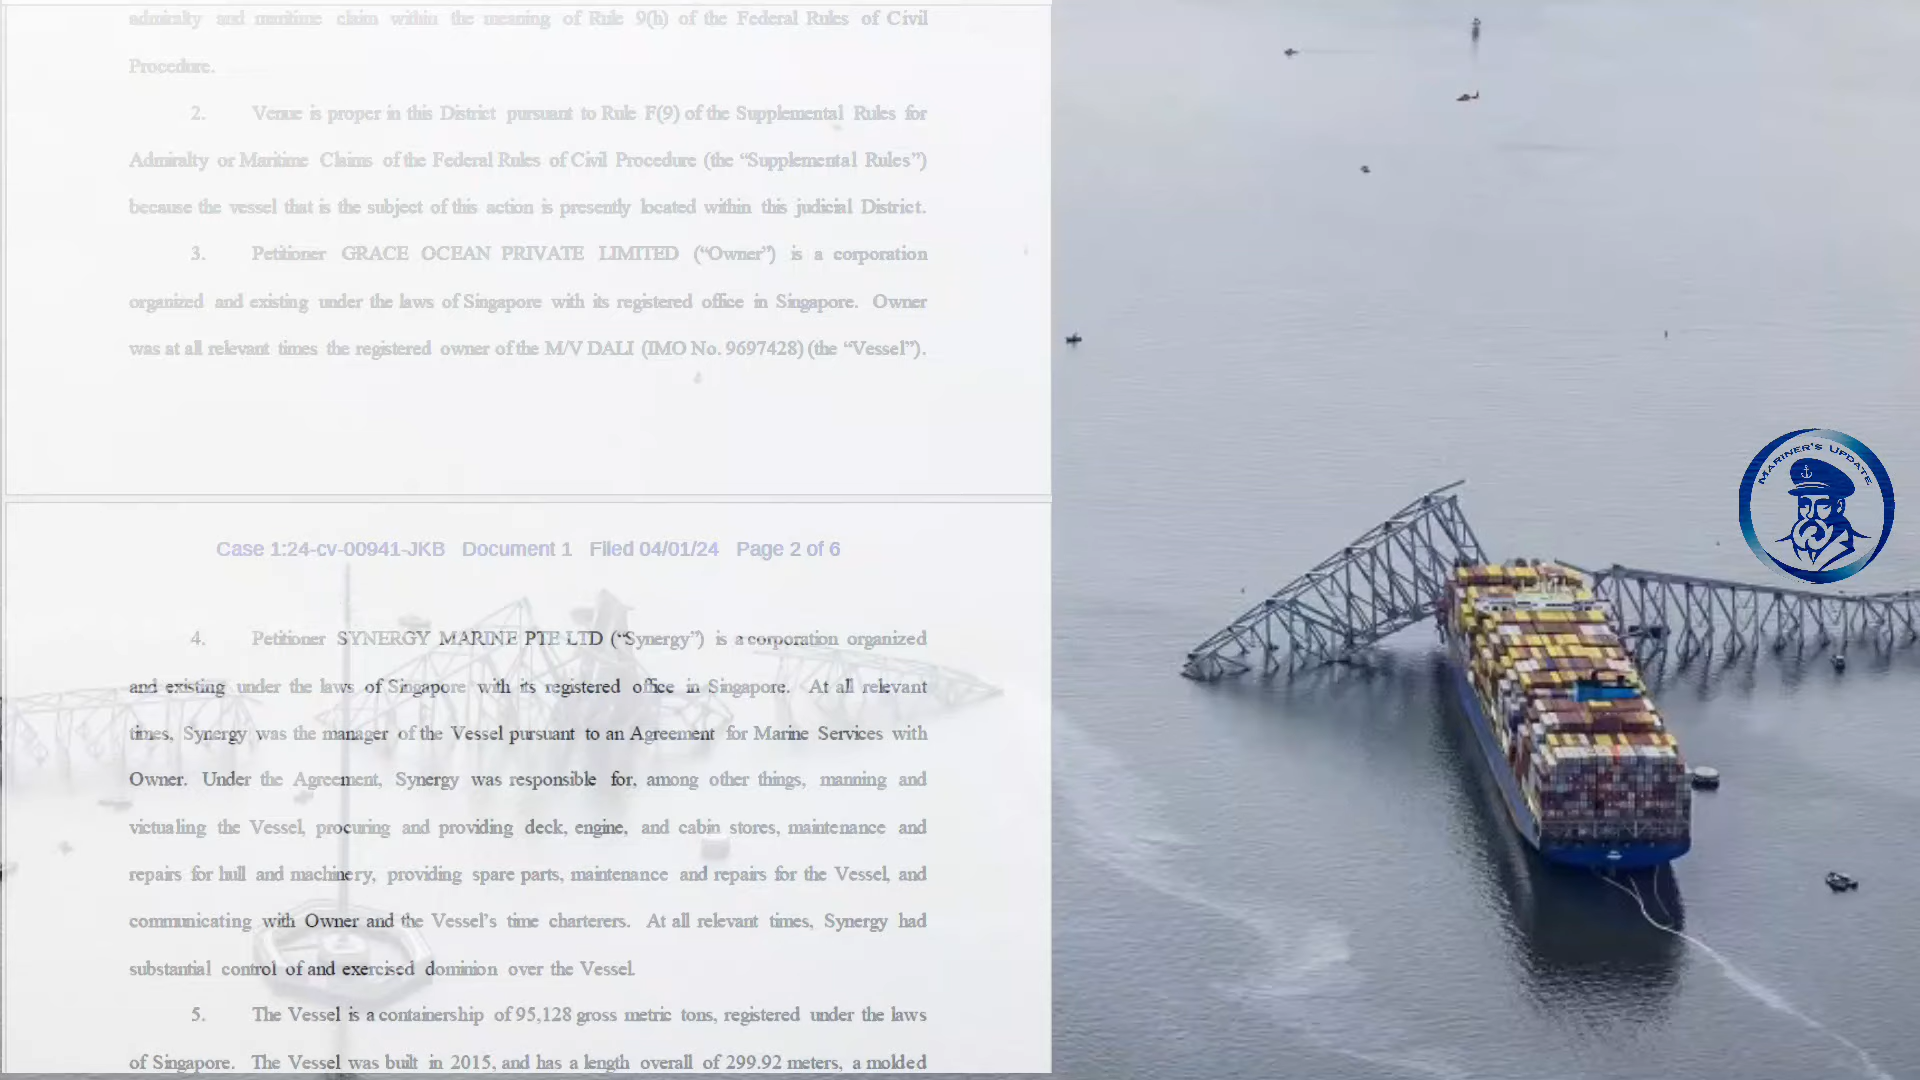 admiralty and maritime claim within the meaning of Rule 9(h) of the Federal Rules of Civil
Procedure.
2. Venue is proper in this District pursuant to Rule F(9) of the Supplemental Rules for
Admiralty or Maritime Claims of the Federal Rules of Civil Procedure (the “Supplemental Rules”)
because the vessel that is the subject of this action is presently located within this judicial District.
3. Petitioner GRACE OCEAN PRIVATE LIMITED (“Owner”) is a corporation
organized and existing under the laws of Singapore with its registered office in Singapore. Owner
was at all relevant times the registered owner of the M/V DALI (IMO No. 9697428) (the “Vessel”).
Case 1:24-cv-00941-JKB Document 1 Filed 04/01/24 Page 2 of 6
4. Petitioner SYNERGY MARINE PTE LTD (“Synergy”) is a corporation organized
and existing under the laws of Singapore with its registered office in Singapore. At all relevant
times, Synergy was the manager of the Vessel pursuant to an Agreement for Marine Services with
Owner. Under the Agreement, Synergy was responsible for, among other things, manning and
victualing the Vessel, procuring and providing deck, engine, and cabin stores, maintenance and
repairs for hull and machinery, providing spare parts, maintenance and repairs for the Vessel, and
communicating with Owner and the Vessel’s time charterers. At all relevant times, Synergy had
substantial control of and exercised dominion over the Vessel.
5. The Vessel is a containership of 95,128 gross metric tons, registered under the laws
of Singapore. The Vessel was built in 2015, and has a length overall of 299.92 meters, a molded
MARINER'S UPDATE